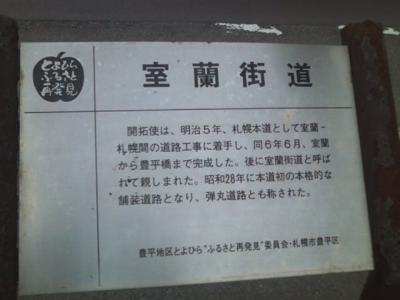 とよひら
ふるさと
再発見
室蘭街道
開拓使は、明治5年、札幌本道として室蘭-
札幌間の道路工事に着手し、同6年6月、室蘭
から豊平橋まで完成した。後に室蘭街道と呼ば
れて親しまれた。昭和28年に本道初の本格的な
舗装道路となり、弾丸道路とも称された。
豊平地区とよひら"ふるさと再発見"委員会・札幌市豊平区